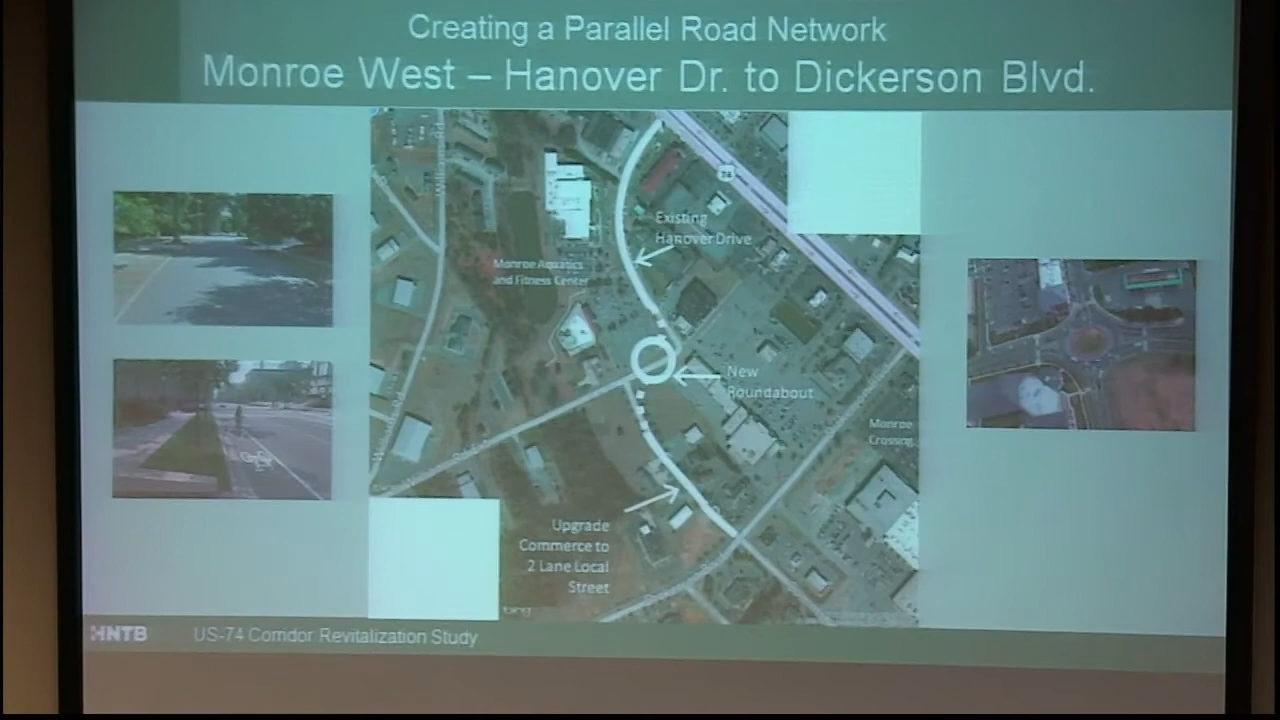 Creating a Parallel Road Network
Monroe West – Hanover Dr. to Dickerson Blvd.
74
Existing
Hanover Drive
Monroe Aquatics
and Fitness Center
New
Roundabout
Monroe
Crossing
Upgrade
Commerce to
2 Lane Local
Street
HNTB
US-74 Corridor Revitalization Study